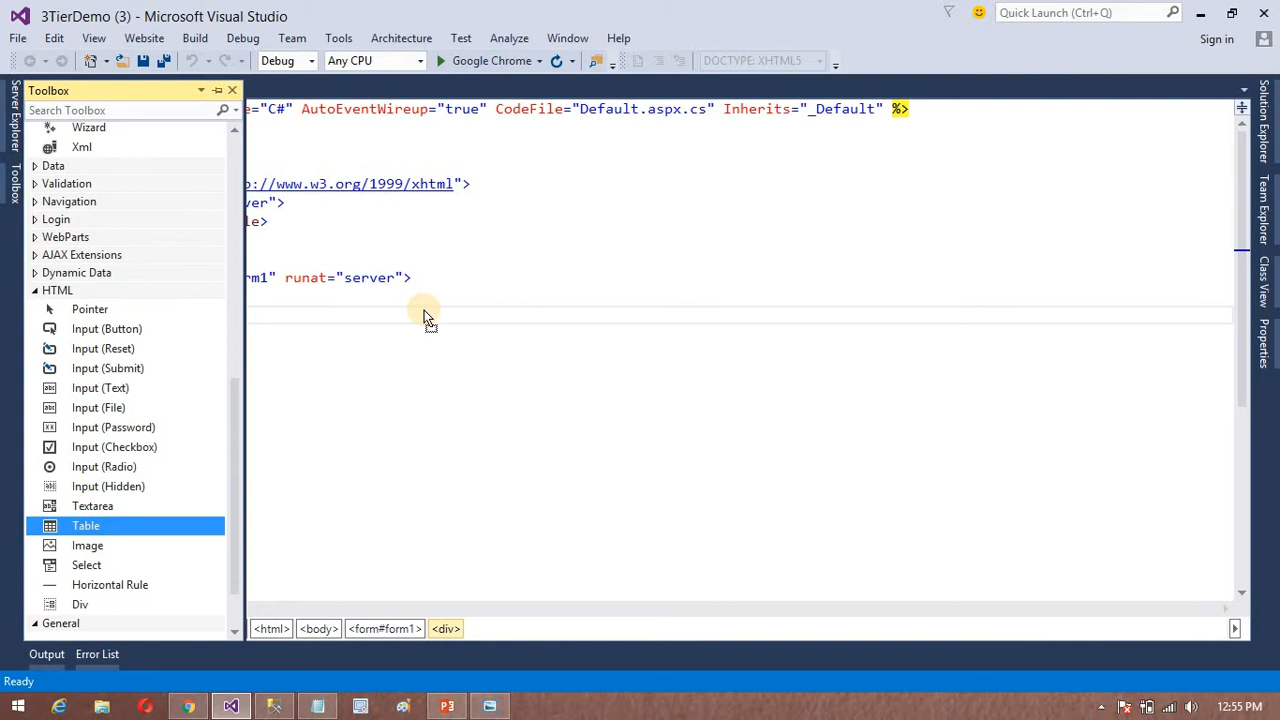 3TierDemo (3) - Microsoft Visual Studio
Quick Launch (Ctrl+Q)
File Edit View Website Build Debug Team Tools Architecture Test Analyze Window Help
Sign in
Debug Any CPU Google Chrome DOCTYPE: XHTML5
Server Explorer
Toolbox
Toolbox
Search Toolbox
Wizard
Xml
Data
Validation
Navigation
Login
WebParts
AJAX Extensions
Dynamic Data
HTML
Pointer
Input (Button)
Input (Reset)
Input (Submit)
Input (Text)
Input (File)
Input (Password)
Input (Checkbox)
Input (Radio)
Input (Hidden)
Textarea
Table
Image
Select
Horizontal Rule
Div
General
="C#" AutoEventWireup="true" CodeFile="Default.aspx.cs" Inherits="_Default" %>
://www.w3.org/1999/xhtml">
ver">
le>
rm1" runat="server">
<html> <body> <form#form1> <div>
Solution Explorer
Team Explorer
Class View
Properties
Output Error List
Ready
12:55 PM